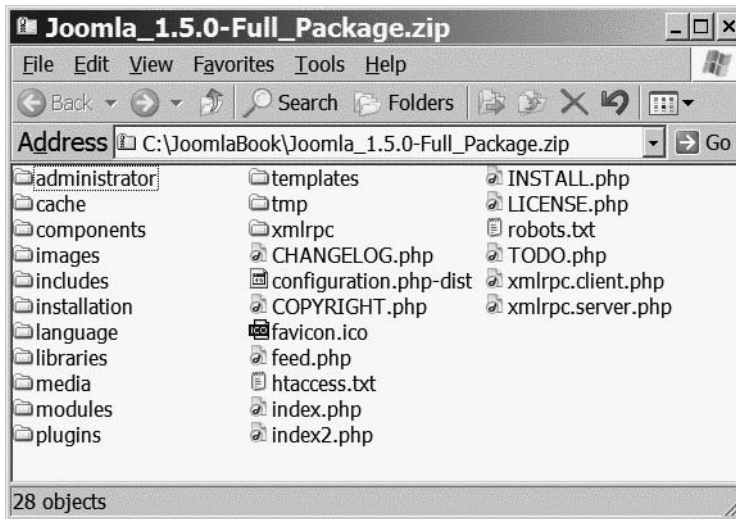 Joomla_1.5.0-Full_Package.zip
File Edit View Favorites Tools Help
Back Search Folders
Address C:\JoomlaBook\Joomla_1.5.0-Full_Package.zip Go
administrator
cache
components
images
includes
installation
language
libraries
media
modules
plugins
templates
tmp
xmlrpc
CHANGELOG.php
configuration.php-dist
COPYRIGHT.php
favicon.ico
feed.php
htaccess.txt
index.php
index2.php
INSTALL.php
LICENSE.php
robots.txt
TODO.php
xmlrpc.client.php
xmlrpc.server.php
28 objects